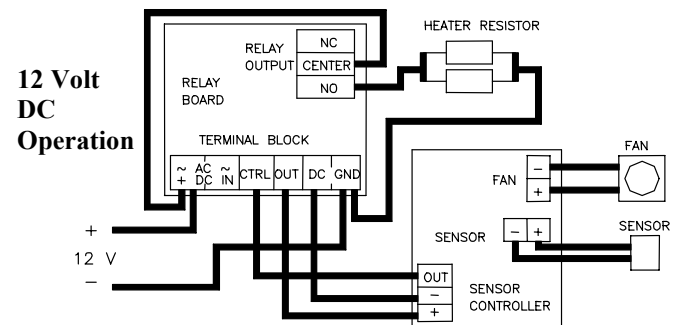 12 Volt
DC
Operation
RELAY
OUTPUT
NC
CENTER
NO
RELAY
BOARD
TERMINAL BLOCK
~
+
AC
DC
~
IN
CTRL
OUT
DC
GND
HEATER RESISTOR
+
12 V
−
FAN
FAN
−
+
SENSOR
− +
SENSOR
OUT
−
+
SENSOR
CONTROLLER